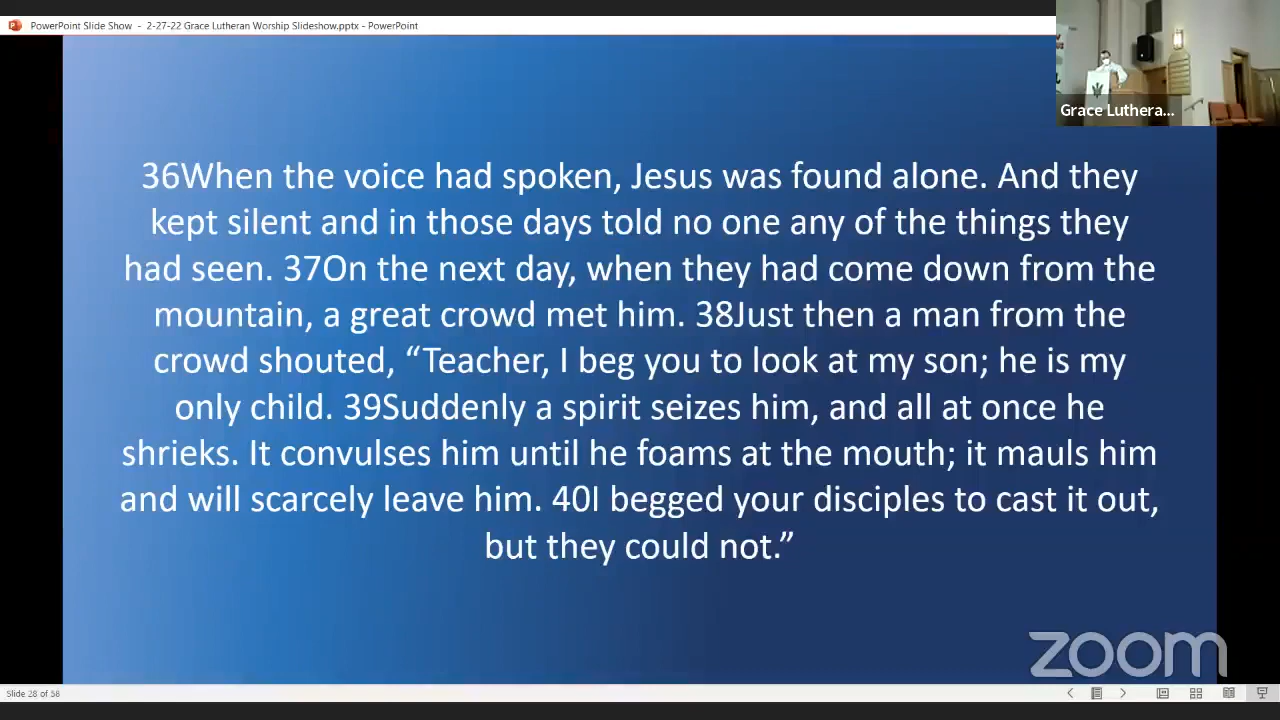 PowerPoint Slide Show - 2-27-22 Grace Lutheran Worship Slideshow.pptx - PowerPoint
Grace Luthera...
36When the voice had spoken, Jesus was found alone. And they
kept silent and in those days told no one any of the things they
had seen. 37On the next day, when they had come down from the
mountain, a great crowd met him. 38Just then a man from the
crowd shouted, “Teacher, I beg you to look at my son; he is my
only child. 39Suddenly a spirit seizes him, and all at once he
shrieks. It convulses him until he foams at the mouth; it mauls him
and will scarcely leave him. 40I begged your disciples to cast it out,
but they could not.”
zoom
Slide 28 of 58